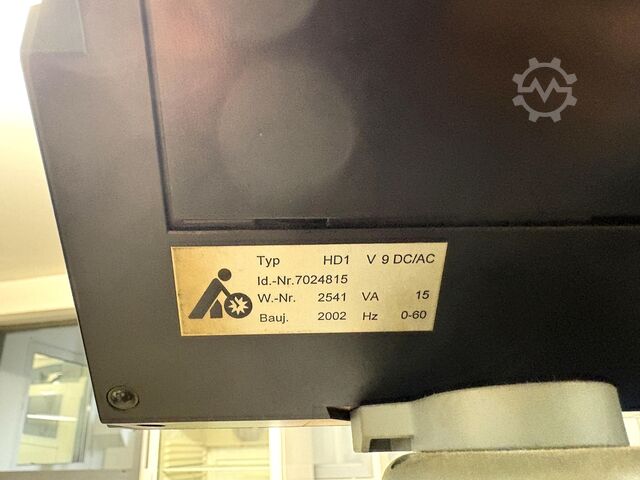 Typ HD1 V 9 DC/AC
Id.-Nr.7024815
W.-Nr. 2541 VA 15
Bauj. 2002 Hz 0-60